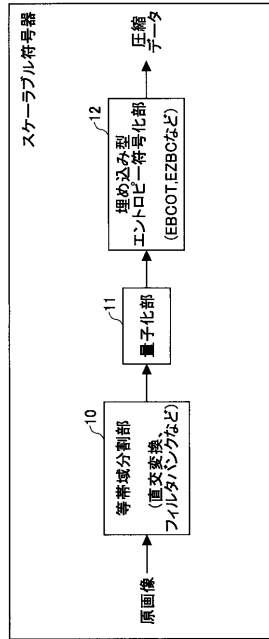 スケーラブル符号器
原画像
10
等帯域分割部
(直交変換、
フィルタバンクなど)
11
量子化部
12
埋め込み型
エントロピー符号化部
(EBCOT,EZBCなど)
圧縮
データ